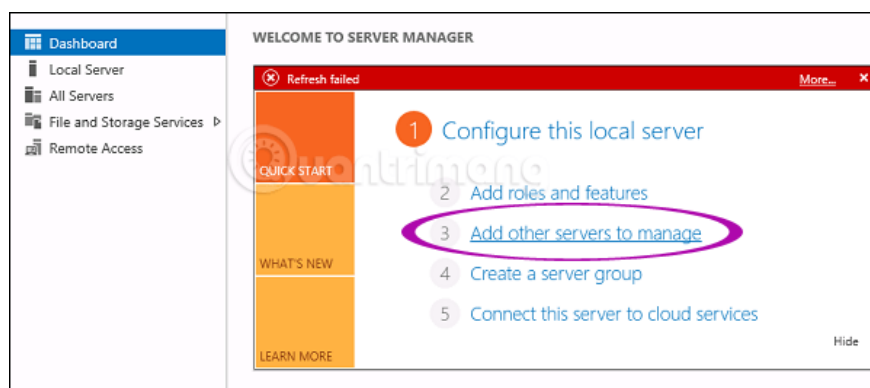 Dashboard
Local Server
All Servers
File and Storage Services
Remote Access
WELCOME TO SERVER MANAGER
Refresh failed
More...
QUICK START
WHAT'S NEW
LEARN MORE
1 Configure this local server
2 Add roles and features
3 Add other servers to manage
4 Create a server group
5 Connect this server to cloud services
Hide
Quantrimang